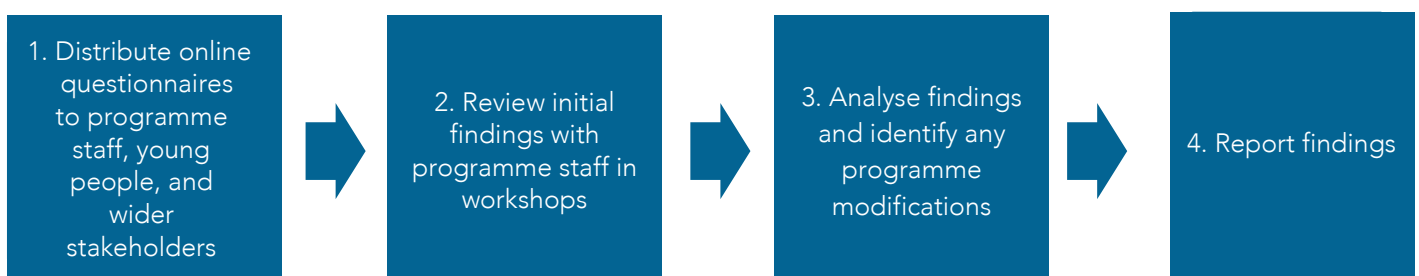 1. Distribute online
questionnaires
to programme
staff, young
people, and
wider
stakeholders
2. Review initial
findings with
programme staff in
workshops
3. Analyse findings
and identify any
programme
modifications
4. Report findings